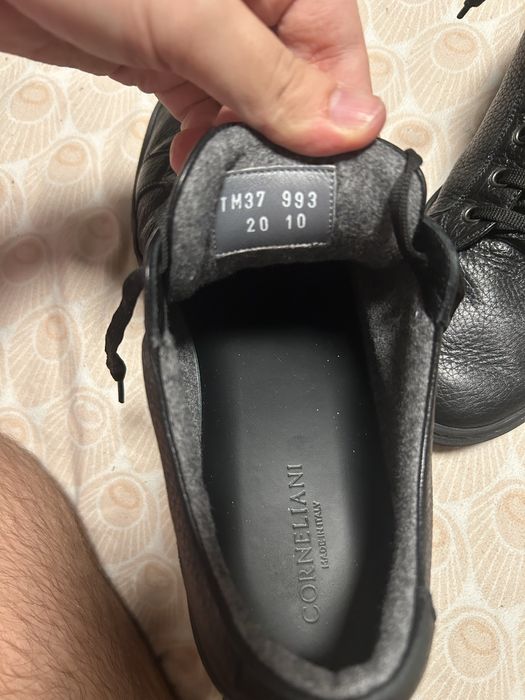 TM37 993
20 10
CORNELIANI
MADE IN ITALY